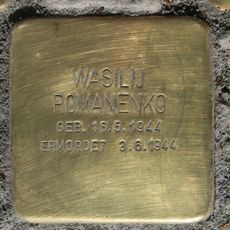 WASILIJ
ROMANENKO
GEB. 16.5.1944
ERMORDET 3.6.1944